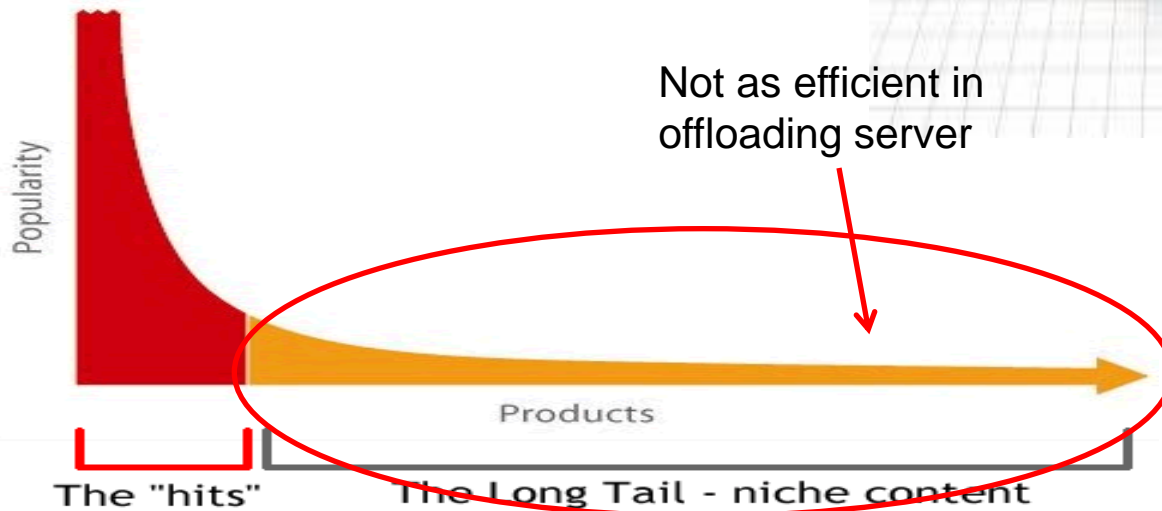 Not as efficient in
offloading server
Popularity
Products
The "hits"
The Long Tail - niche content